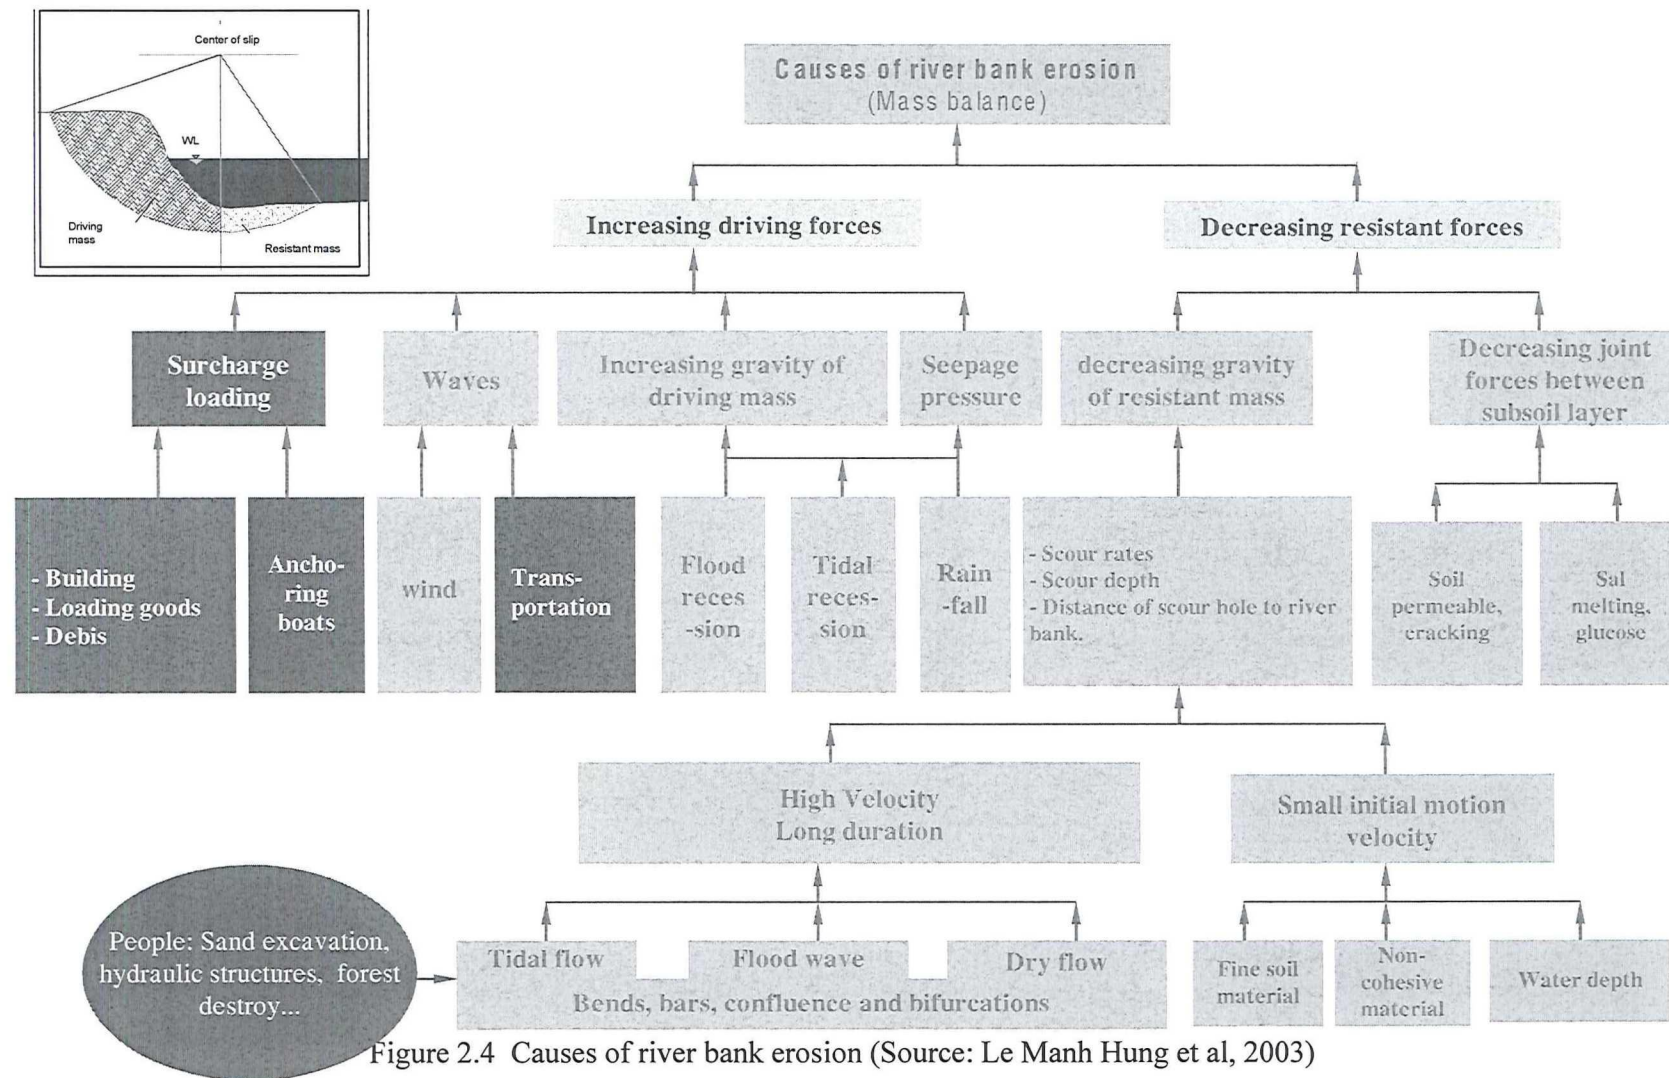 Center of slip
WL
Driving
mass
Resistant mass
Causes of river bank erosion
(Mass balance)
Increasing driving forces
Decreasing resistant forces
Surcharge
loading
Waves
Increasing gravity of
driving mass
Seepage
pressure
decreasing gravity
of resistant mass
Decreasing joint
forces between
subsoil layer
- Building
- Loading goods
- Debis
Ancho-
ring
boats
wind
Trans-
portation
Flood
reces
-sion
Tidal
reces-
sion
Rain
-fall
- Scour rates
- Scour depth
- Distance of scour hole to river
bank.
Soil
permeable,
cracking
Sal
melting,
glucose
High Velocity
Long duration
Small initial motion
velocity
People: Sand excavation,
hydraulic structures, forest
destroy...
Tidal flow
Flood wave
Dry flow
Bends, bars, confluence and bifurcations
Fine soil
material
Non-
cohesive
material
Water depth
Figure 2.4 Causes of river bank erosion (Source: Le Manh Hung et al, 2003)